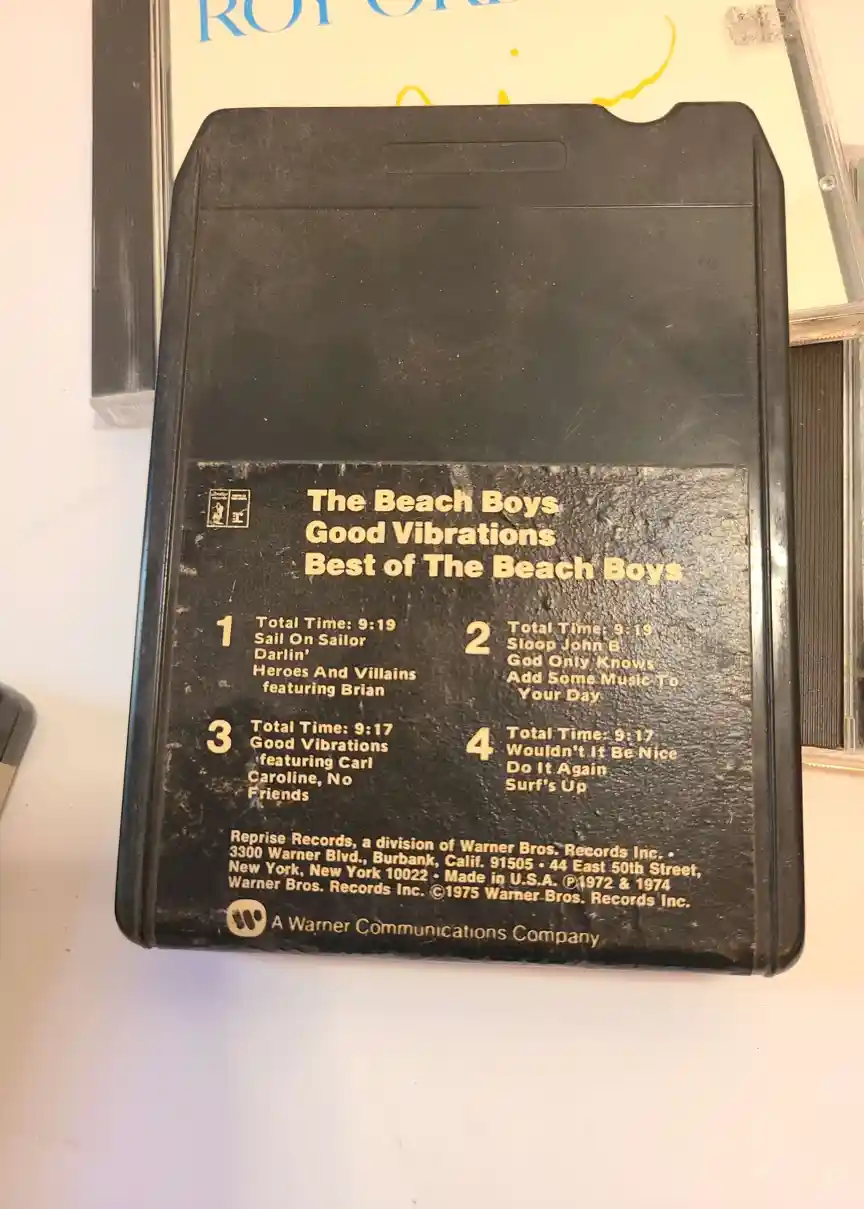 The Beach Boys
Good Vibrations
Best of The Beach Boys
1 Total Time: 9:19
Sail On Sailor
Darlin'
Heroes And Villains
featuring Brian
2 Total Time: 9:19
Sloop John B
God Only Knows
Add Some Music To
Your Day
3 Total Time: 9:17
Good Vibrations
featuring Carl
Caroline, No
Friends
4 Total Time: 9:17
Wouldn't It Be Nice
Do It Again
Surf's Up
Reprise Records, a division of Warner Bros. Records Inc. •
3300 Warner Blvd., Burbank, Calif. 91505 • 44 East 50th Street,
New York, New York 10022 • Made in U.S.A. Ⓟ1972 & 1974
Warner Bros. Records Inc. ©1975 Warner Bros. Records Inc.
A Warner Communications Company